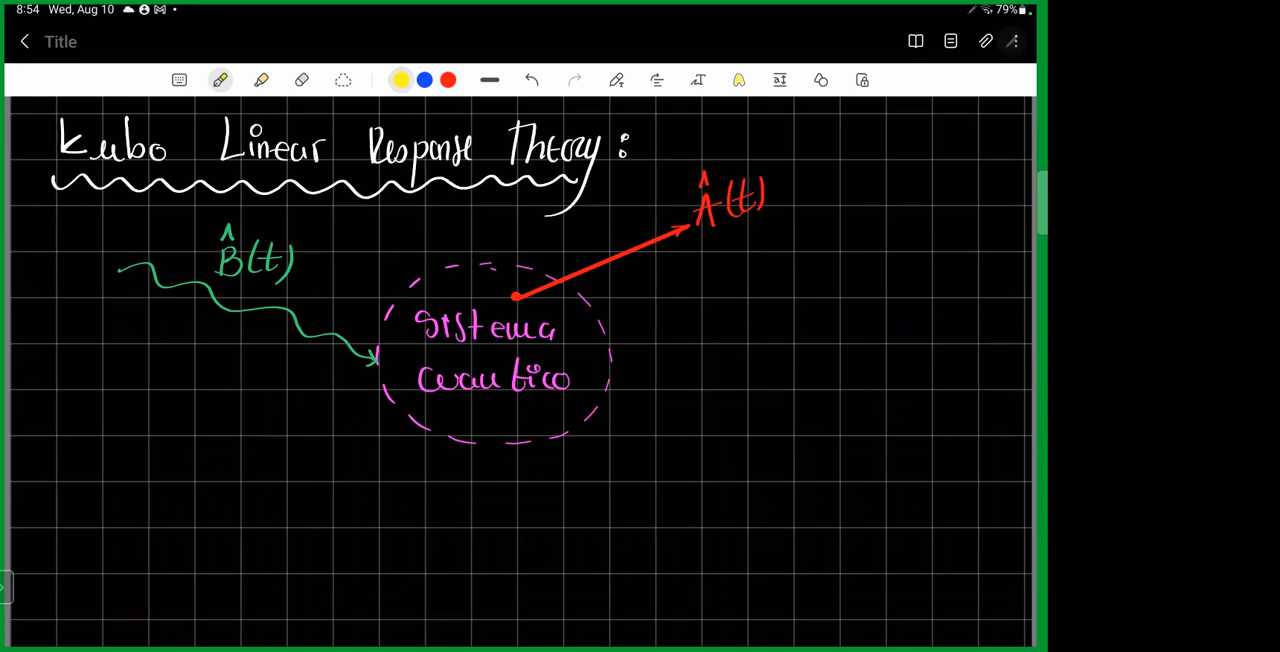 8:54 Wed, Aug 10
79%
Title
Kubo Linear Response Theory:
Â(t)
B̂(t)
Sistema
cuantico